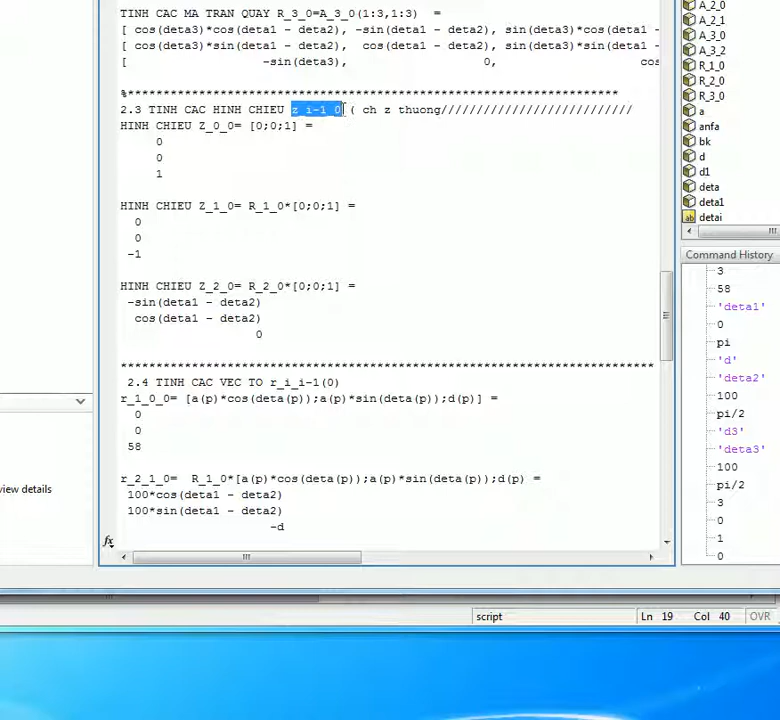 TINH CAC MA TRAN QUAY R_3_0=A_3_0(1:3,1:3)  =
[ cos(deta3)*cos(deta1 - deta2), -sin(deta1 - deta2), sin(deta3)*cos(deta1 -
[ cos(deta3)*sin(deta1 - deta2),  cos(deta1 - deta2), sin(deta3)*sin(deta1 -
[                   -sin(deta3),                   0,                    cos
%********************************************************************
2.3 TINH CAC HINH CHIEU z_i-1_0 ( ch z thuong///////////////////////////
HINH CHIEU Z_0_0= [0;0;1] =
0
0
1
HINH CHIEU Z_1_0= R_1_0*[0;0;1] =
0
0
-1
HINH CHIEU Z_2_0= R_2_0*[0;0;1] =
-sin(deta1 - deta2)
cos(deta1 - deta2)
0
**************************************************************************
2.4 TINH CAC VEC TO r_i_i-1(0)
r_1_0_0= [a(p)*cos(deta(p));a(p)*sin(deta(p));d(p)] =
0
0
58
r_2_1_0=  R_1_0*[a(p)*cos(deta(p));a(p)*sin(deta(p));d(p) =
100*cos(deta1 - deta2)
100*sin(deta1 - deta2)
-d
fx
view details
A_2_0
A_2_1
A_3_0
A_3_2
R_1_0
R_2_0
R_3_0
a
anfa
bk
d
d1
deta
deta1
ab detai
Command History
3
58
'deta1'
0
pi
'd'
'deta2'
100
pi/2
'd3'
'deta3'
100
pi/2
3
0
1
0
script
Ln 19 Col 40 OVR